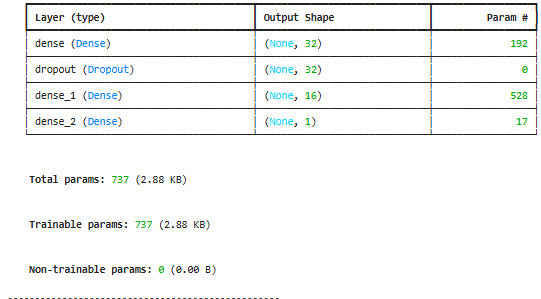 Layer (type) Output Shape Param #
dense (Dense) (None, 32) 192
dropout (Dropout) (None, 32) 0
dense_1 (Dense) (None, 16) 528
dense_2 (Dense) (None, 1) 17
Total params: 737 (2.88 KB)
Trainable params: 737 (2.88 KB)
Non-trainable params: 0 (0.00 B)
--------------------------------------------------